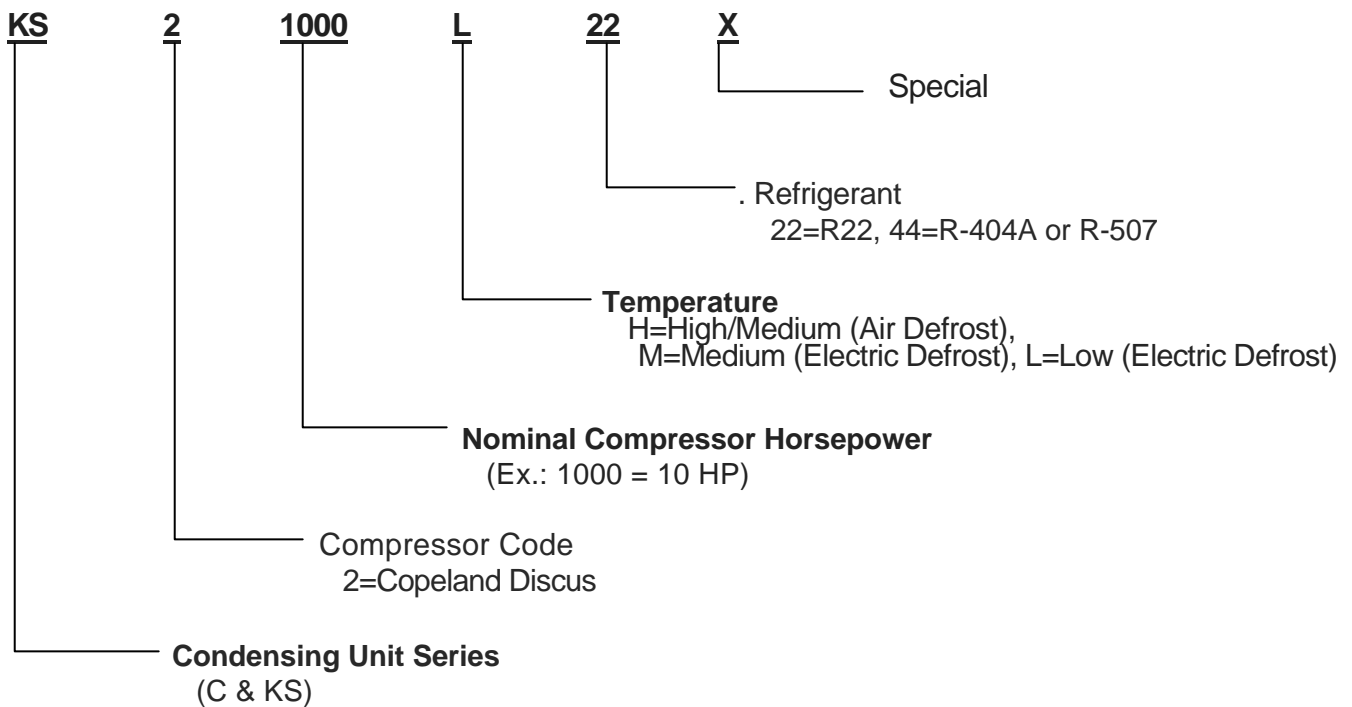 KS 2 1000 L 22 X
Special
. Refrigerant
22=R22, 44=R-404A or R-507
Temperature
H=High/Medium (Air Defrost),
M=Medium (Electric Defrost), L=Low (Electric Defrost)
Nominal Compressor Horsepower
(Ex.: 1000 = 10 HP)
Compressor Code
2=Copeland Discus
Condensing Unit Series
(C & KS)